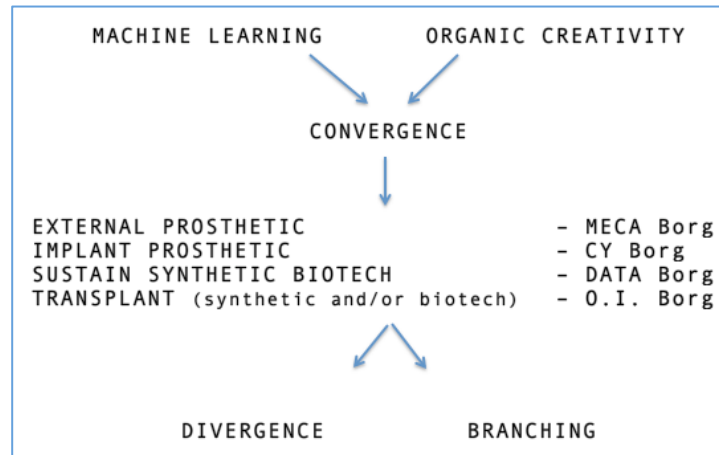 MACHINE LEARNING ORGANIC CREATIVITY
CONVERGENCE
EXTERNAL PROSTHETIC – MECA Borg
IMPLANT PROSTHETIC – CY Borg
SUSTAIN SYNTHETIC BIOTECH – DATA Borg
TRANSPLANT (synthetic and/or biotech) – O.I. Borg
DIVERGENCE BRANCHING